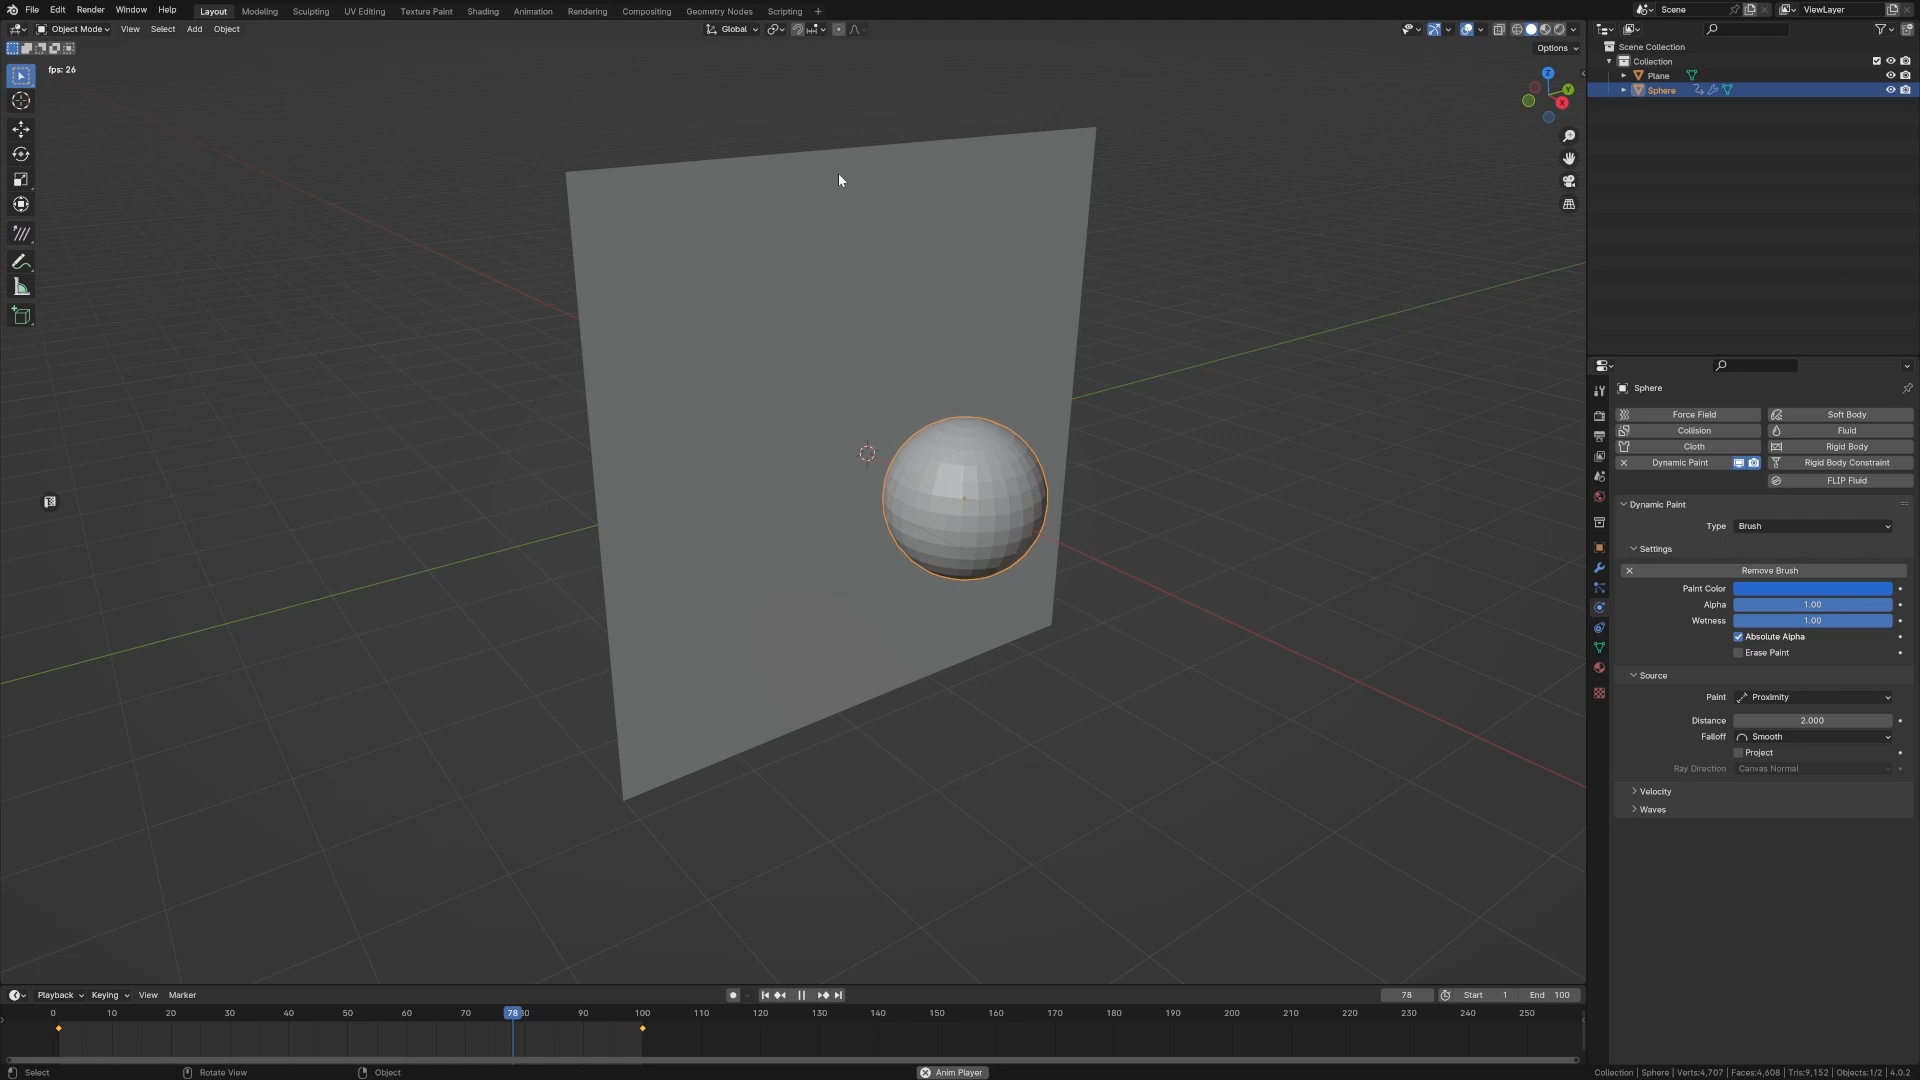 File Edit Render Window Help Layout Modeling Sculpting UV Editing Texture Paint Shading Animation Rendering Compositing Geometry Nodes Scripting + Scene ViewLayer
Object Mode View Select Add Object Global
Options
fps: 26
Z
Y
X
Scene Collection
Collection
Plane
Sphere
Sphere
Force Field Soft Body
Collision Fluid
Cloth Rigid Body
Dynamic Paint Rigid Body Constraint
FLIP Fluid
Dynamic Paint
Type Brush
Settings
Remove Brush
Paint Color
Alpha 1.00
Wetness 1.00
Absolute Alpha
Erase Paint
Source
Paint Proximity
Distance 2.000
Falloff Smooth
Project
Ray Direction Canvas Normal
Velocity
Waves
Playback Keying View Marker 78 Start 1 End 100
0 10 20 30 40 50 60 70 78 80 90 100 110 120 130 140 150 160 170 180 190 200 210 220 230 240 250
Select Rotate View Object Anim Player Collection | Sphere | Verts:4,707 | Faces:4,608 | Tris:9,152 | Objects:1/2 | 4.0.2